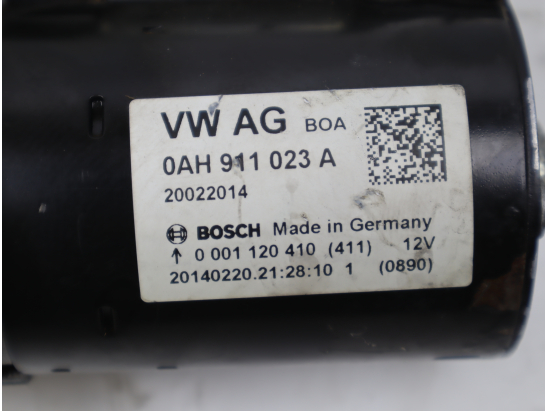 VW AG BOA
0AH 911 023 A
20022014
BOSCH Made in Germany
↑ 0 001 120 410 (411) 12V
20140220.21:28:10 1 (0890)